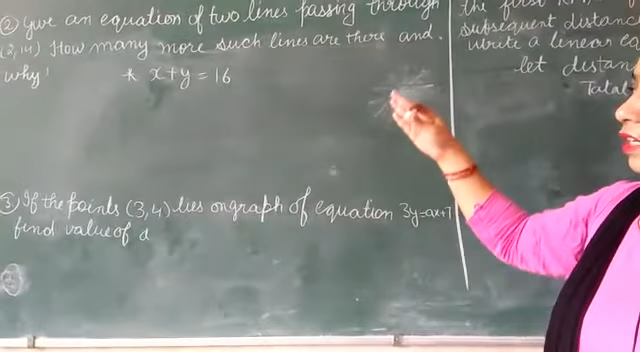 ② Give an equation of two lines passing through
(2,14) How many more such lines are there and.
why!
* x+y=16
③ If the points (3,4) lies on graph of equation 3y=ax+7
find value of a
the first
subsequent distanc
write a linear eq
let distan
Tatal